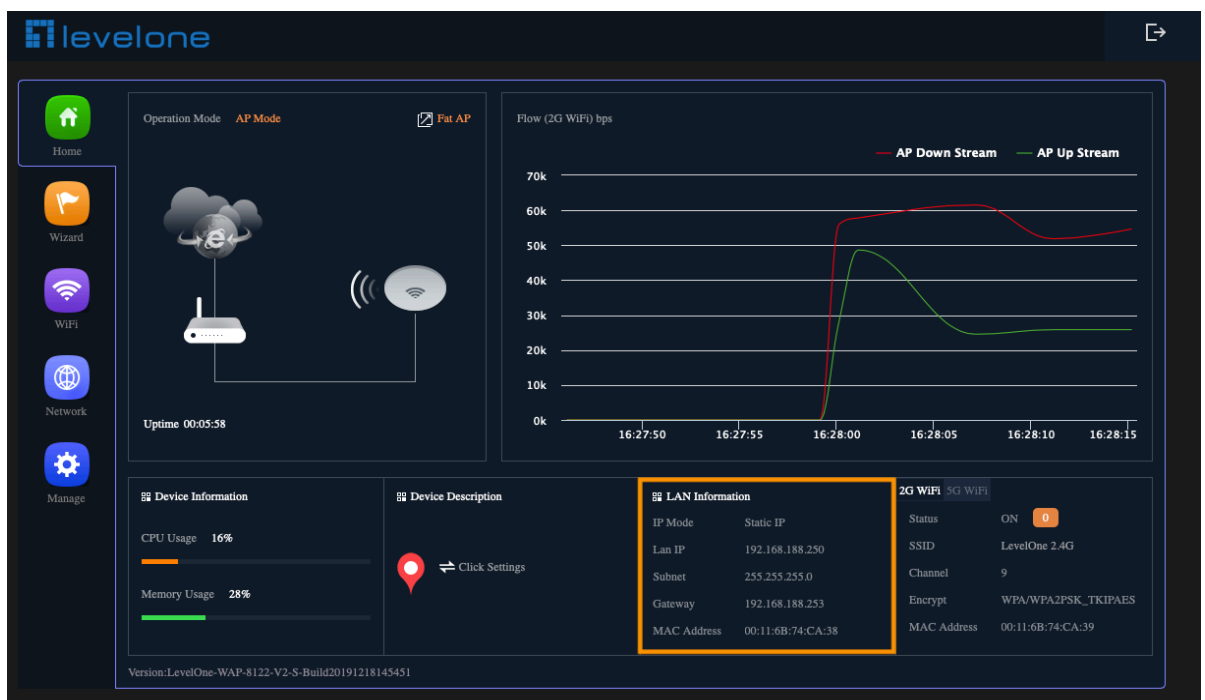 levelone
Home
Wizard
WiFi
Network
Manage
Operation Mode AP Mode Fat AP
Uptime 00:05:58
Flow (2G WiFi) bps
AP Down Stream AP Up Stream
70k
60k
50k
40k
30k
20k
10k
0k
16:27:50 16:27:55 16:28:00 16:28:05 16:28:10 16:28:15
Device Information
CPU Usage 16%
Memory Usage 28%
Device Description
Click Settings
LAN Information
IP Mode Static IP
Lan IP 192.168.188.250
Subnet 255.255.255.0
Gateway 192.168.188.253
MAC Address 00:11:6B:74:CA:38
2G WiFi 5G WiFi
Status ON 0
SSID LevelOne 2.4G
Channel 9
Encrypt WPA/WPA2PSK_TKIPAES
MAC Address 00:11:6B:74:CA:39
Version:LevelOne-WAP-8122-V2-S-Build20191218145451